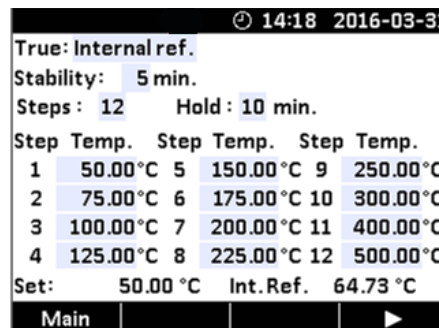 14:18 2016-03-3
True: Internal ref.
Stability: 5 min.
Steps: 12 Hold: 10 min.
Step Temp. Step Temp. Step Temp.
1 50.00°C 5 150.00°C 9 250.00°C
2 75.00°C 6 175.00°C 10 300.00°C
3 100.00°C 7 200.00°C 11 400.00°C
4 125.00°C 8 225.00°C 12 500.00°C
Set: 50.00 °C Int.Ref. 64.73 °C
Main